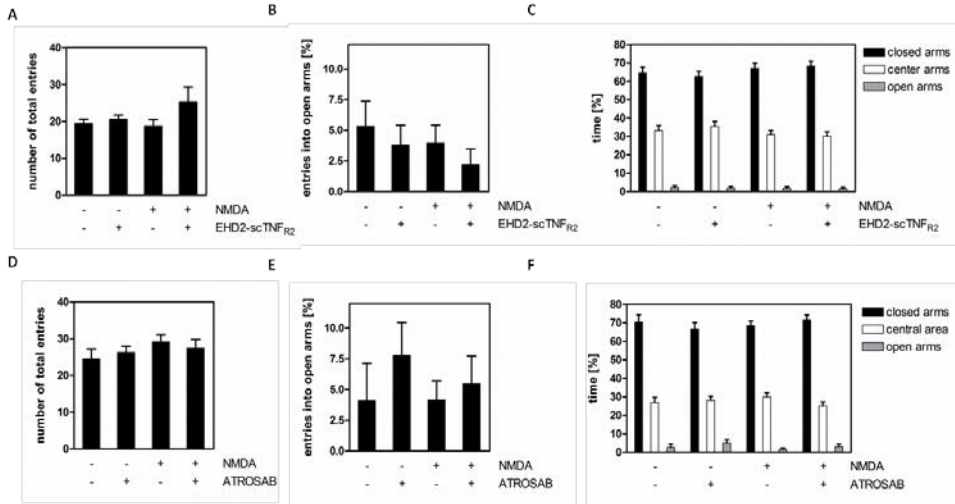 A
B
C
number of total entries
40
30
20
10
0
- - + + NMDA
- + - + EHD2-scTNFR2
entries into open arms [%]
10.0
7.5
5.0
2.5
0.0
- - + + NMDA
- + - + EHD2-scTNFR2
time [%]
80
70
60
50
40
30
20
10
0
closed arms
center arms
open arms
- - + + NMDA
- + - + EHD2-scTNFR2
D
E
F
number of total entries
40
30
20
10
0
- - + + NMDA
- + - + ATROSAB
entries into open arms [%]
10.0
7.5
5.0
2.5
0.0
- - + + NMDA
- + - + ATROSAB
time [%]
80
70
60
50
40
30
20
10
0
closed arms
central area
open arms
- - + + NMDA
- + - + ATROSAB